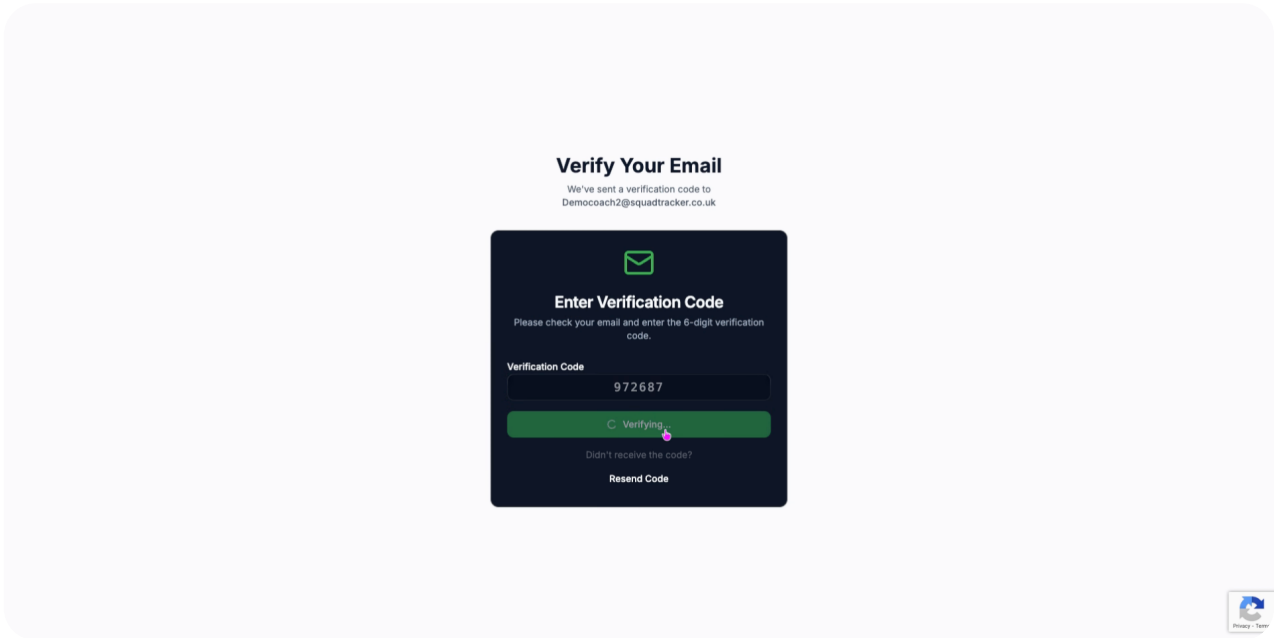 Verify Your Email
We've sent a verification code to
Democoach2@squadtracker.co.uk
Enter Verification Code
Please check your email and enter the 6-digit verification
code.
Verification Code
972687
Verifying...
Didn't receive the code?
Resend Code
Privacy - Terms